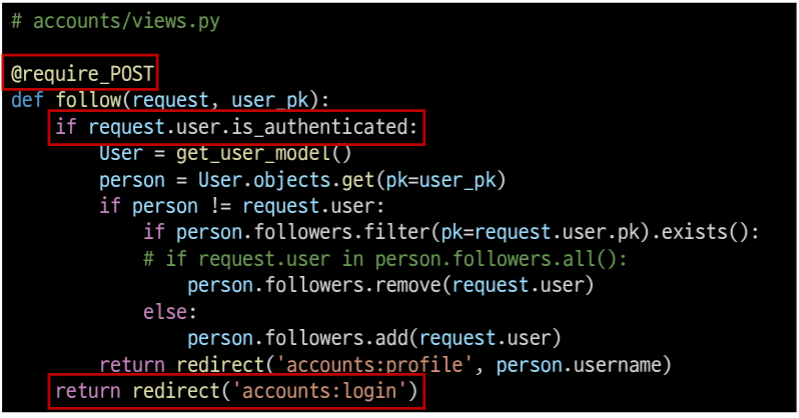 # accounts/views.py
@require_POST
def follow(request, user_pk):
    if request.user.is_authenticated:
        User = get_user_model()
        person = User.objects.get(pk=user_pk)
        if person != request.user:
            if person.followers.filter(pk=request.user.pk).exists():
            # if request.user in person.followers.all():
                person.followers.remove(request.user)
            else:
                person.followers.add(request.user)
        return redirect('accounts:profile', person.username)
    return redirect('accounts:login')